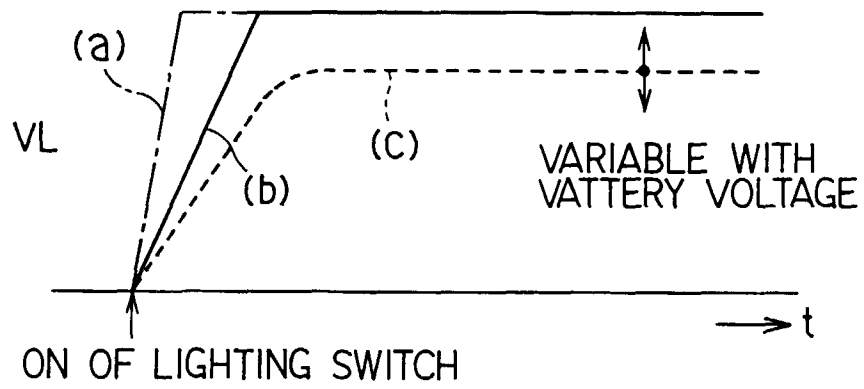 (a)
VL
(b)
(c)
VARIABLE WITH
VATTERY VOLTAGE
t
ON OF LIGHTING SWITCH